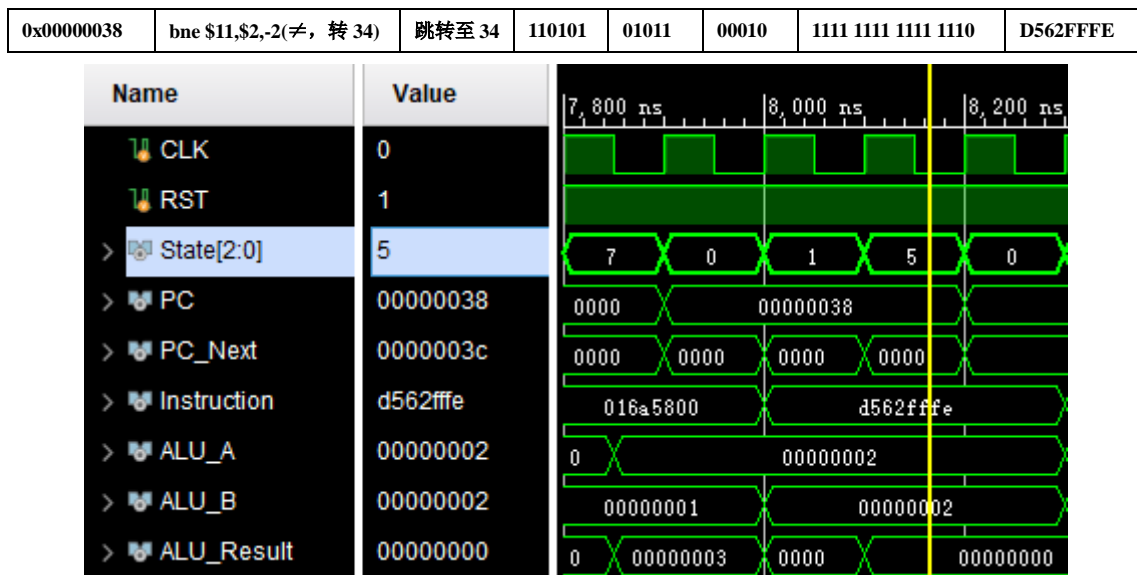 0x00000038 bne $11,$2,-2(≠，转 34) 跳转至 34 110101 01011 00010 1111 1111 1111 1110 D562FFFE
Name Value 7,800 ns 8,000 ns 8,200 ns
CLK 0
RST 1
State[2:0] 5 7 0 1 5 0
PC 00000038 0000 00000038
PC_Next 0000003c 0000 0000 0000 0000
Instruction d562fffe 016a5800 d562fffe
ALU_A 00000002 0 00000002
ALU_B 00000002 00000001 00000002
ALU_Result 00000000 0 00000003 0000 00000000